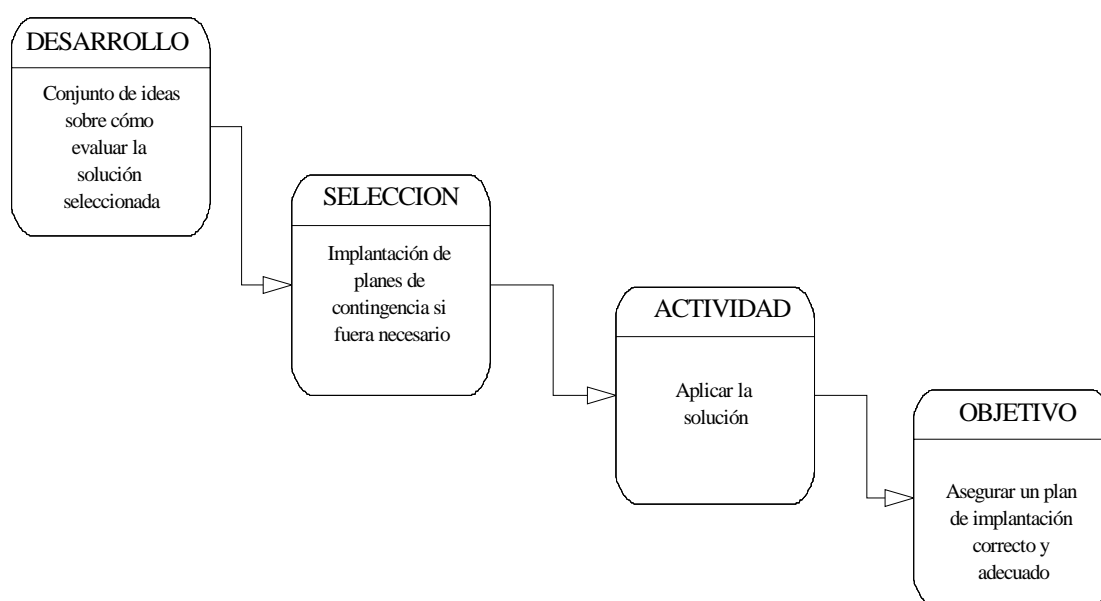 DESARROLLO
Conjunto de ideas
sobre cómo
evaluar la
solución
seleccionada
SELECCION
Implantación de
planes de
contingencia si
fuera necesario
ACTIVIDAD
Aplicar la
solución
OBJETIVO
Asegurar un plan
de implantación
correcto y
adecuado